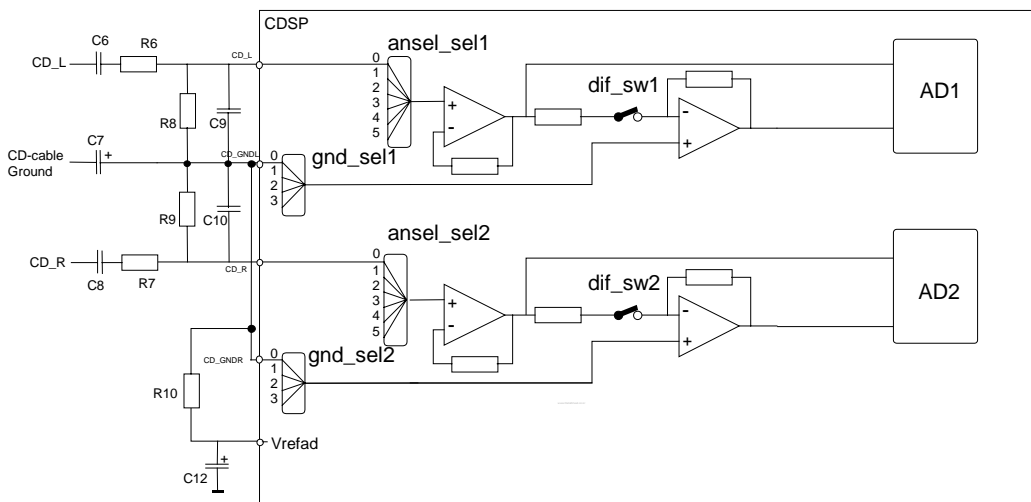 CDSP
ansel_sel1
C6
R6
CD_L
CD_L
0
1
2
3
4
5
+
-
dif_sw1
-
+
AD1
R8
C9
C7
+
CD-cable
Ground
CD_GNDL
0
1
2
3
gnd_sel1
R9
C10
ansel_sel2
CD_R
C8
R7
CD_R
0
1
2
3
4
5
+
-
dif_sw2
-
+
AD2
gnd_sel2
CD_GNDR
0
1
2
3
R10
Vrefad
+
C12